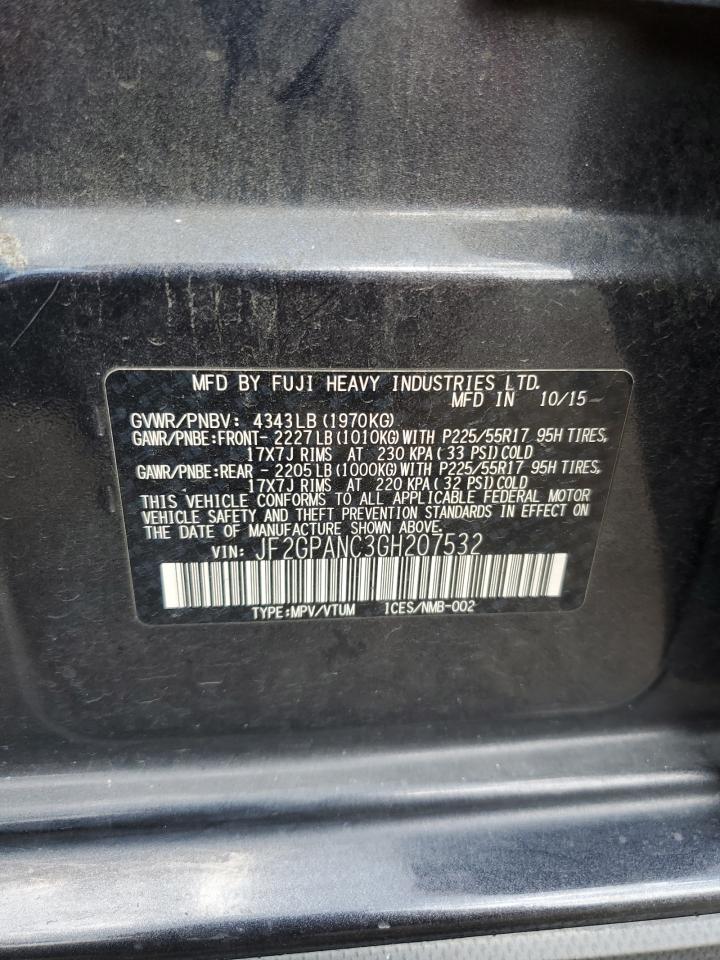 MFD BY FUJI HEAVY INDUSTRIES LTD.
MFD IN 10/15
GVWR/PNBV: 4343LB (1970KG)
GAWR/PNBE:FRONT- 2227LB (1010KG) WITH P225/55R17 95H TIRES,
17X7J RIMS AT 230 KPA (33 PSI) COLD
GAWR/PNBE:REAR - 2205LB (1000KG) WITH P225/55R17 95H TIRES,
17X7J RIMS AT 220 KPA (32 PSI) COLD
THIS VEHICLE CONFORMS TO ALL APPLICABLE FEDERAL MOTOR
VEHICLE SAFETY AND THEFT PREVENTION STANDARDS IN EFFECT ON
THE DATE OF MANUFACTURE SHOWN ABOVE.
VIN: JF2GPANC3GH207532
TYPE:MPV/VTUM ICES/NMB-002